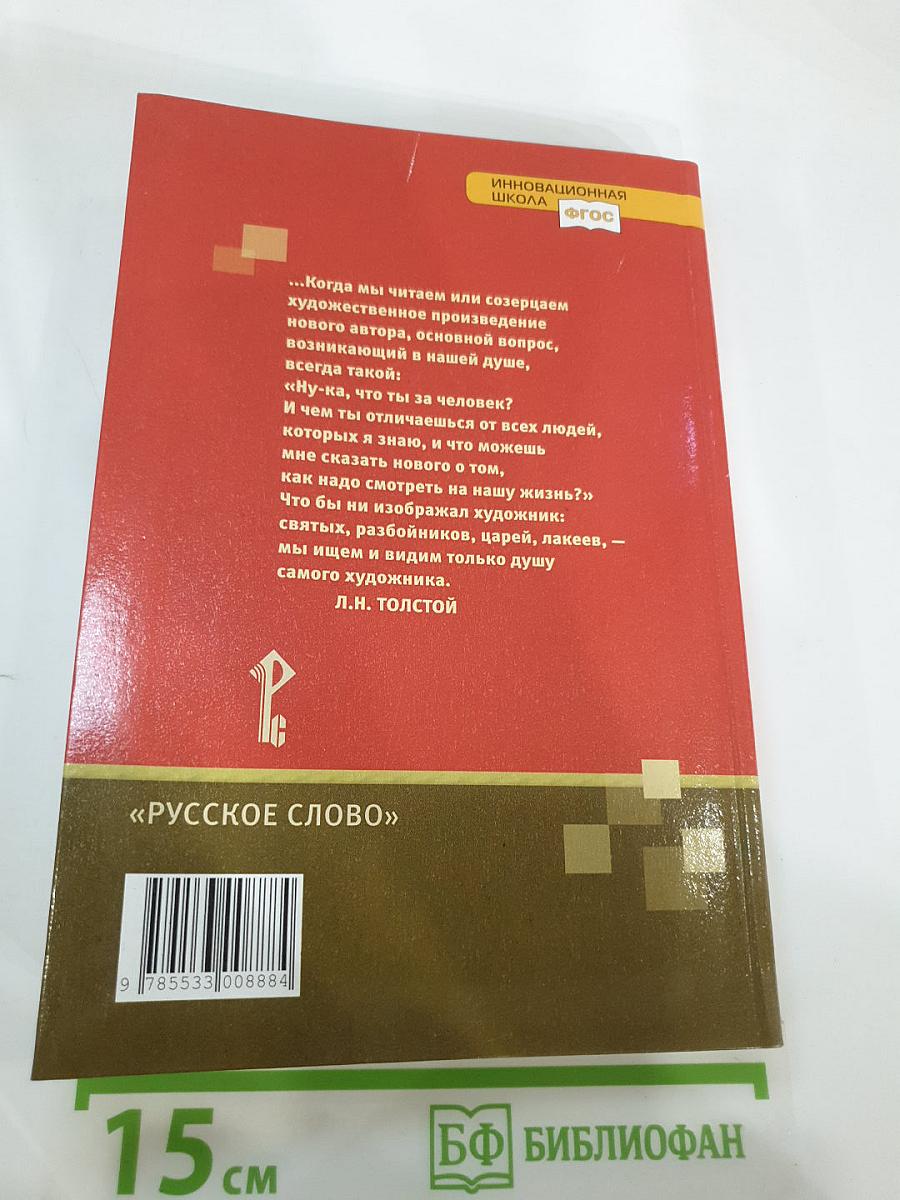 ИННОВАЦИОННАЯ
ШКОЛА
ФГОС
...Когда мы читаем или созерцаем
художественное произведение
нового автора, основной вопрос,
возникающий в нашей душе,
всегда такой:
«Ну-ка, что ты за человек?
И чем ты отличаешься от всех людей,
которых я знаю, и что можешь
мне сказать нового о том,
как надо смотреть на нашу жизнь?»
Что бы ни изображал художник:
святых, разбойников, царей, лакеев, —
мы ищем и видим только душу
самого художника.
Л.Н. ТОЛСТОЙ
РС
«РУССКОЕ СЛОВО»
9 785533 008884
15 см
БФ БИБЛИОФАН